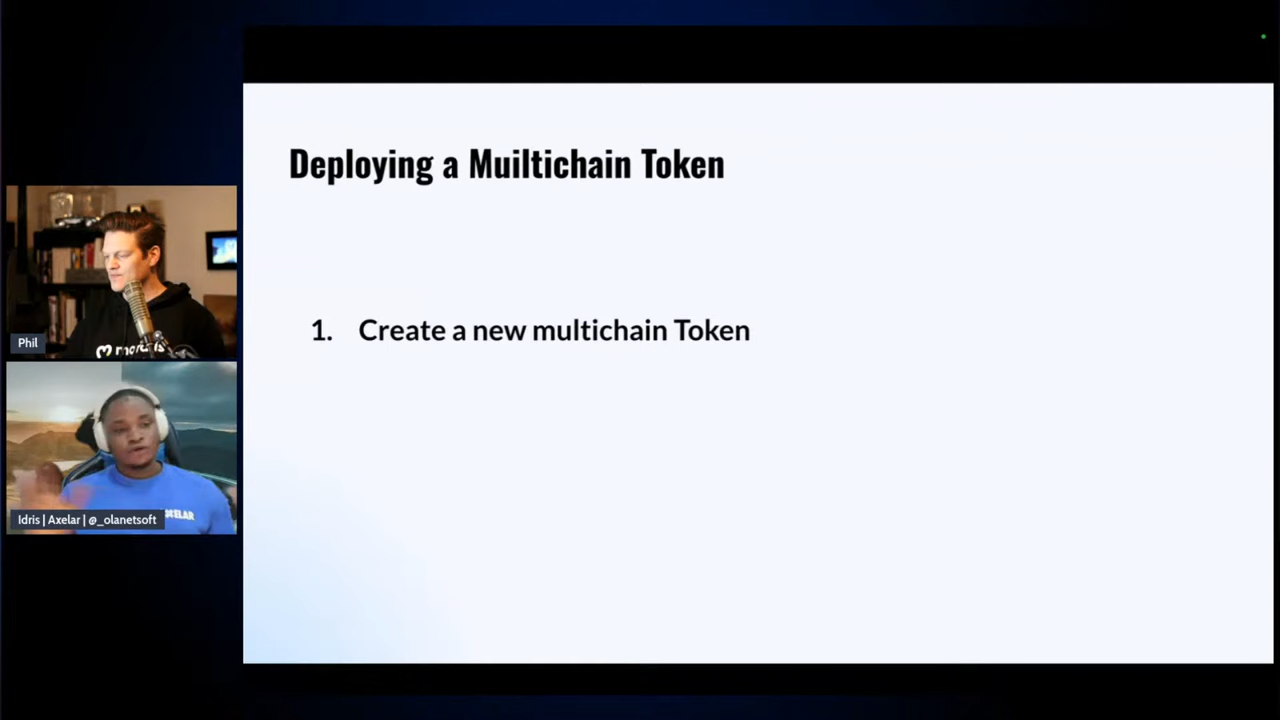 Deploying a Muiltichain Token
1. Create a new multichain Token
Phil
Idris | Axelar | @_olanetsoft